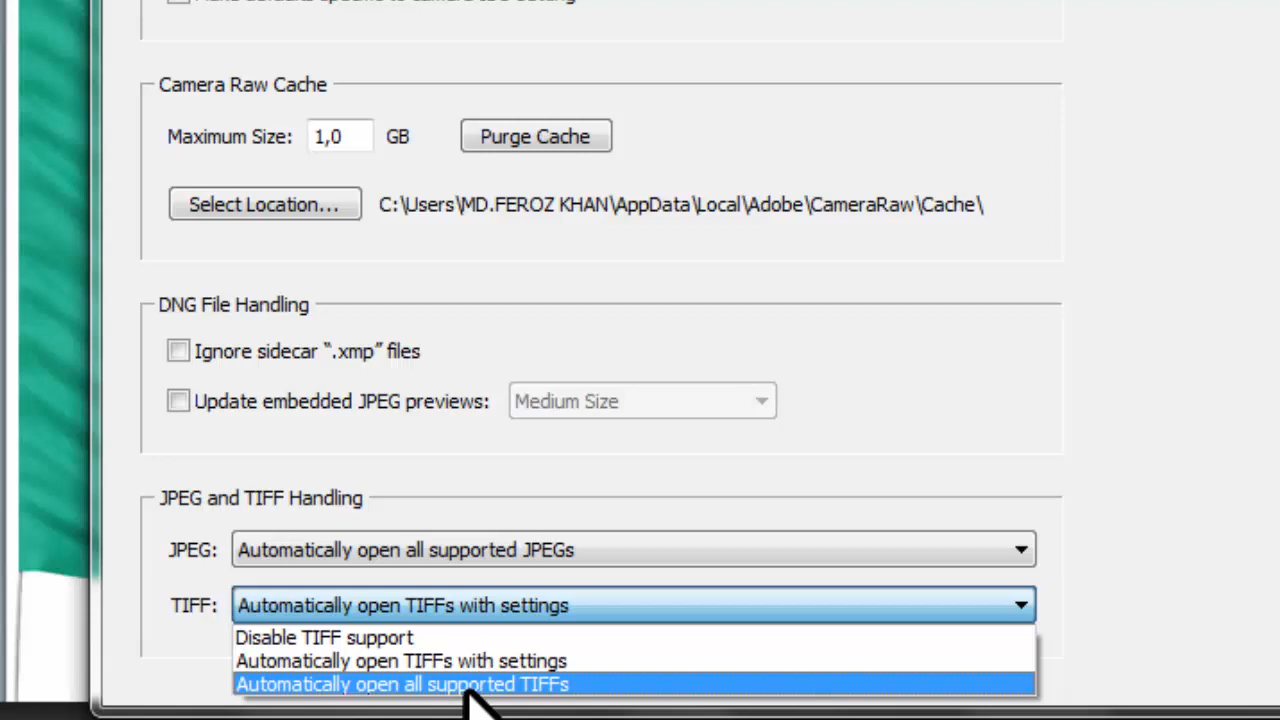 Camera Raw Cache
Maximum Size: 1,0 GB Purge Cache
Select Location... C:\Users\MD.FEROZ KHAN\AppData\Local\Adobe\CameraRaw\Cache\
DNG File Handling
Ignore sidecar “.xmp” files
Update embedded JPEG previews: Medium Size
JPEG and TIFF Handling
JPEG: Automatically open all supported JPEGs
TIFF: Automatically open TIFFs with settings
Disable TIFF support
Automatically open TIFFs with settings
Automatically open all supported TIFFs